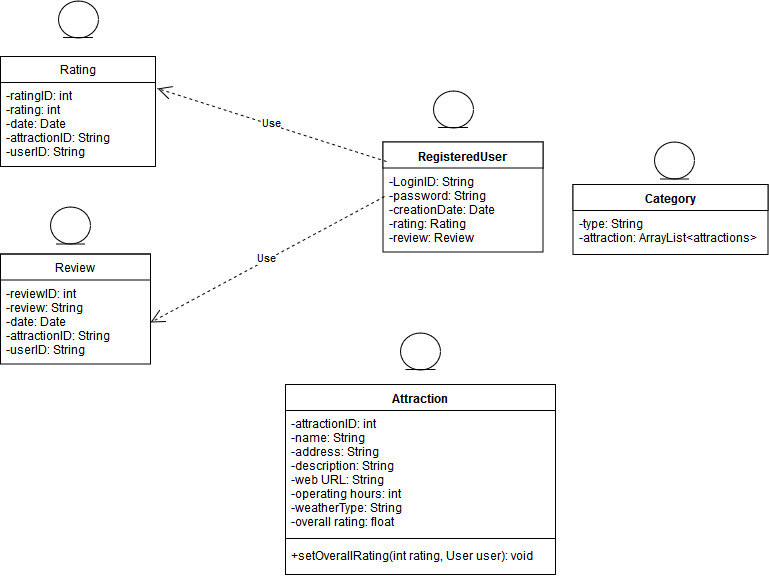 Rating
-ratingID: int
-rating: int
-date: Date
-attractionID: String
-userID: String
Use
RegisteredUser
-LoginID: String
-password: String
-creationDate: Date
-rating: Rating
-review: Review
Category
-type: String
-attraction: ArrayList<attractions>
Use
Review
-reviewID: int
-review: String
-date: Date
-attractionID: String
-userID: String
Attraction
-attractionID: int
-name: String
-address: String
-description: String
-web URL: String
-operating hours: int
-weatherType: String
-overall rating: float
+setOverallRating(int rating, User user): void